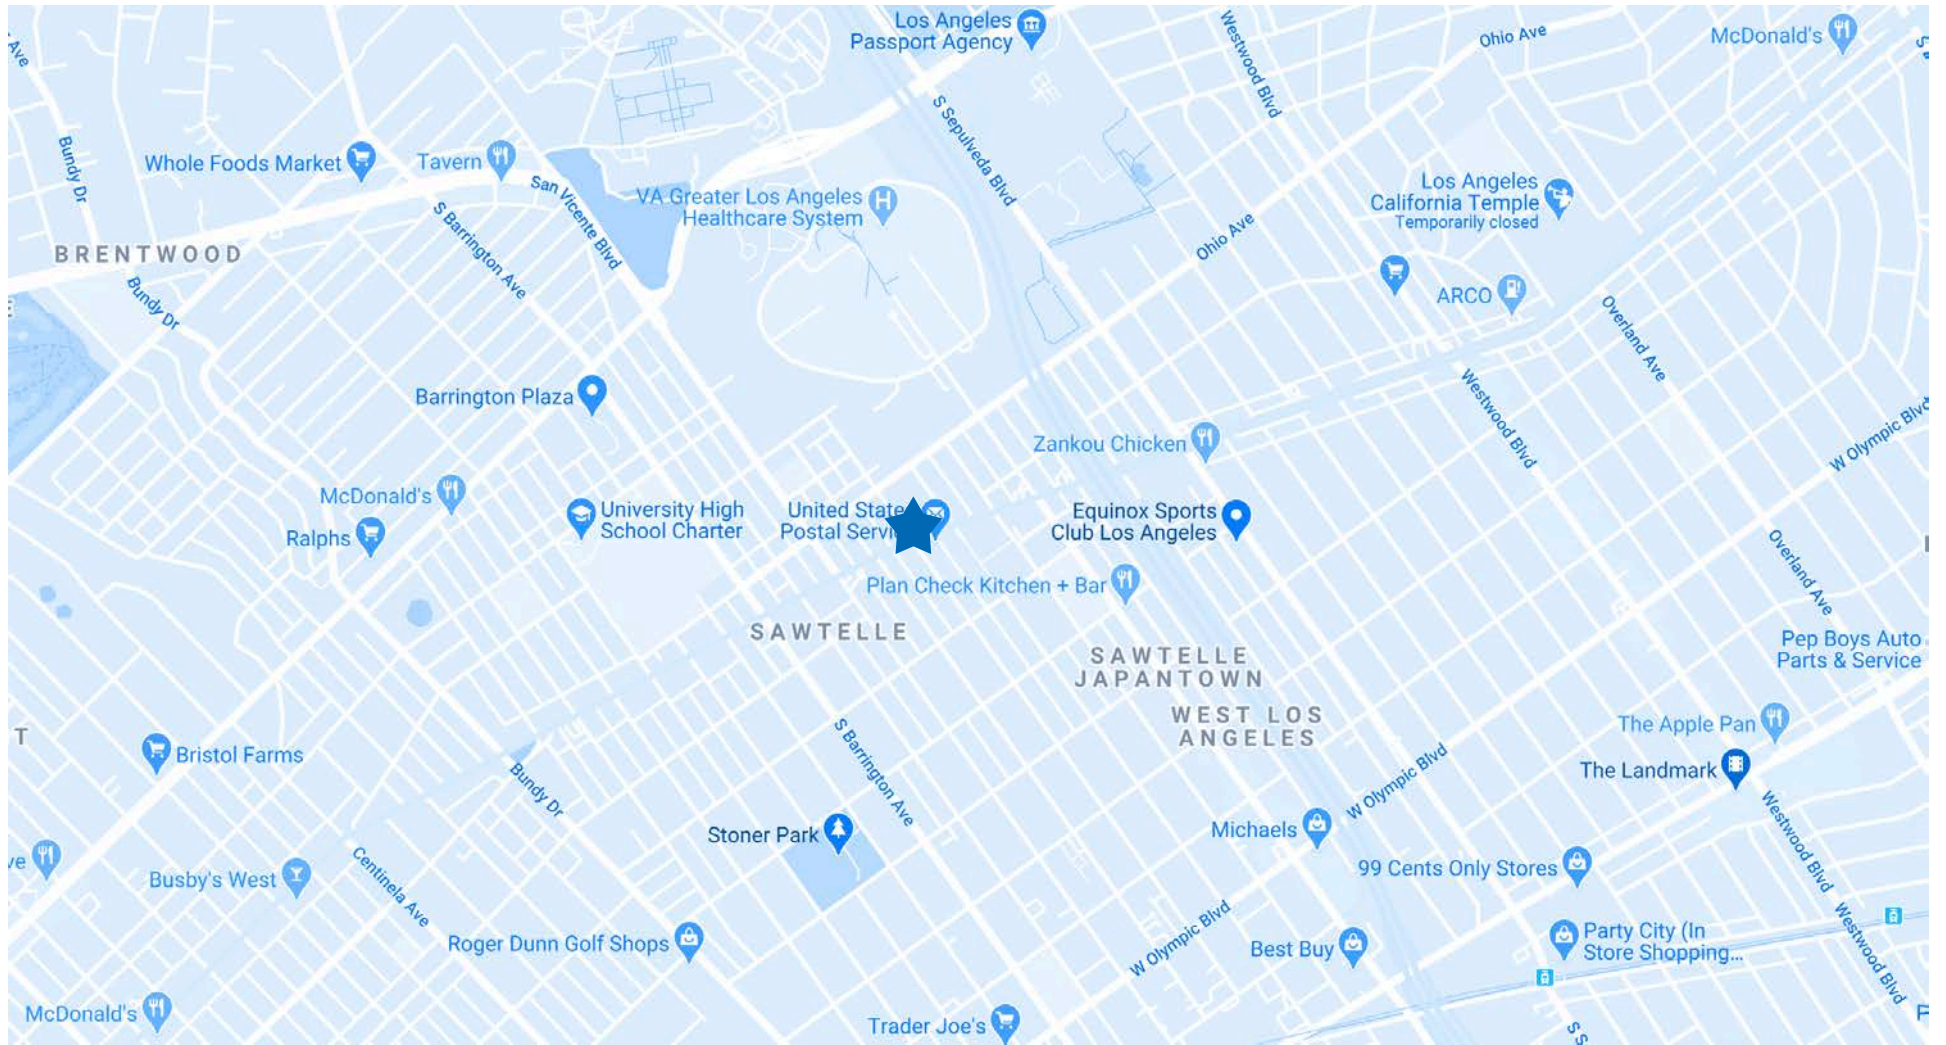 Los Angeles
Passport Agency
Westwood Blvd
Ohio Ave
McDonald's
Ave
S Sepulveda Blvd
Bundy Dr
Whole Foods Market
Tavern
San Vicente Blvd
VA Greater Los Angeles
Healthcare System
Los Angeles
California Temple
Temporarily closed
S Barrington Ave
Ohio Ave
BRENTWOOD
Bundy Dr
ARCO
Overland Ave
Barrington Plaza
Westwood Blvd
W Olympic Blvd
Zankou Chicken
McDonald's
Ralphs
University High
School Charter
United State
Postal Servi
Equinox Sports
Club Los Angeles
Plan Check Kitchen + Bar
Overland Ave
SAWTELLE
SAWTELLE
JAPANTOWN
Pep Boys Auto
Parts & Service
WEST LOS
ANGELES
T
Bristol Farms
Bundy Dr
S Barrington Ave
The Apple Pan
The Landmark
W Olympic Blvd
Stoner Park
Michaels
Westwood Blvd
99 Cents Only Stores
ve
Busby's West
Centinela Ave
Roger Dunn Golf Shops
W Olympic Blvd
Best Buy
Party City (In
Store Shopping...
Westwood Blvd
McDonald's
Trader Joe's
S S